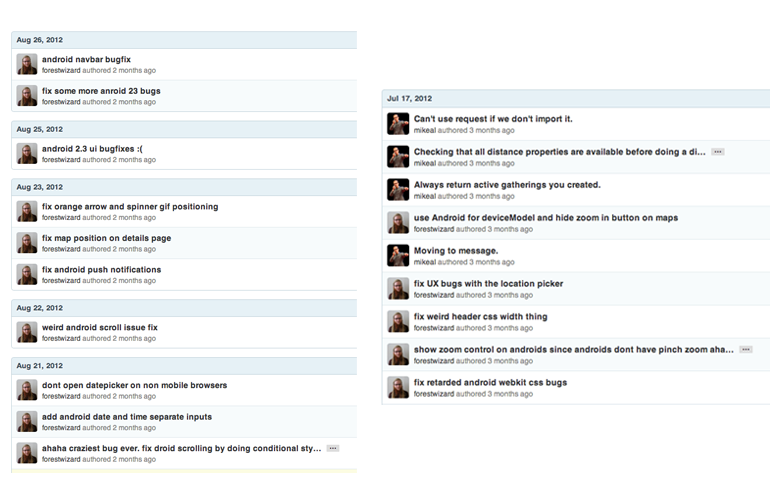 Aug 26, 2012
android navbar bugfix
forestwizard authored 2 months ago
fix some more anroid 23 bugs
forestwizard authored 2 months ago
Aug 25, 2012
android 2.3 ui bugfixes :(
forestwizard authored 2 months ago
Aug 23, 2012
fix orange arrow and spinner gif positioning
forestwizard authored 2 months ago
fix map position on details page
forestwizard authored 2 months ago
fix android push notifications
forestwizard authored 2 months ago
Aug 22, 2012
weird android scroll issue fix
forestwizard authored 2 months ago
Aug 21, 2012
dont open datepicker on non mobile browsers
forestwizard authored 2 months ago
add android date and time separate inputs
forestwizard authored 2 months ago
ahaha craziest bug ever. fix droid scrolling by doing conditional sty…
forestwizard authored 2 months ago
Jul 17, 2012
Can't use request if we don't import it.
mikeal authored 3 months ago
Checking that all distance properties are available before doing a di…
mikeal authored 3 months ago
Always return active gatherings you created.
mikeal authored 3 months ago
use Android for deviceModel and hide zoom in button on maps
forestwizard authored 3 months ago
Moving to message.
mikeal authored 3 months ago
fix UX bugs with the location picker
forestwizard authored 3 months ago
fix weird header css width thing
forestwizard authored 3 months ago
show zoom control on androids since androids dont have pinch zoom aha…
forestwizard authored 3 months ago
fix retarded android webkit css bugs
forestwizard authored 3 months ago